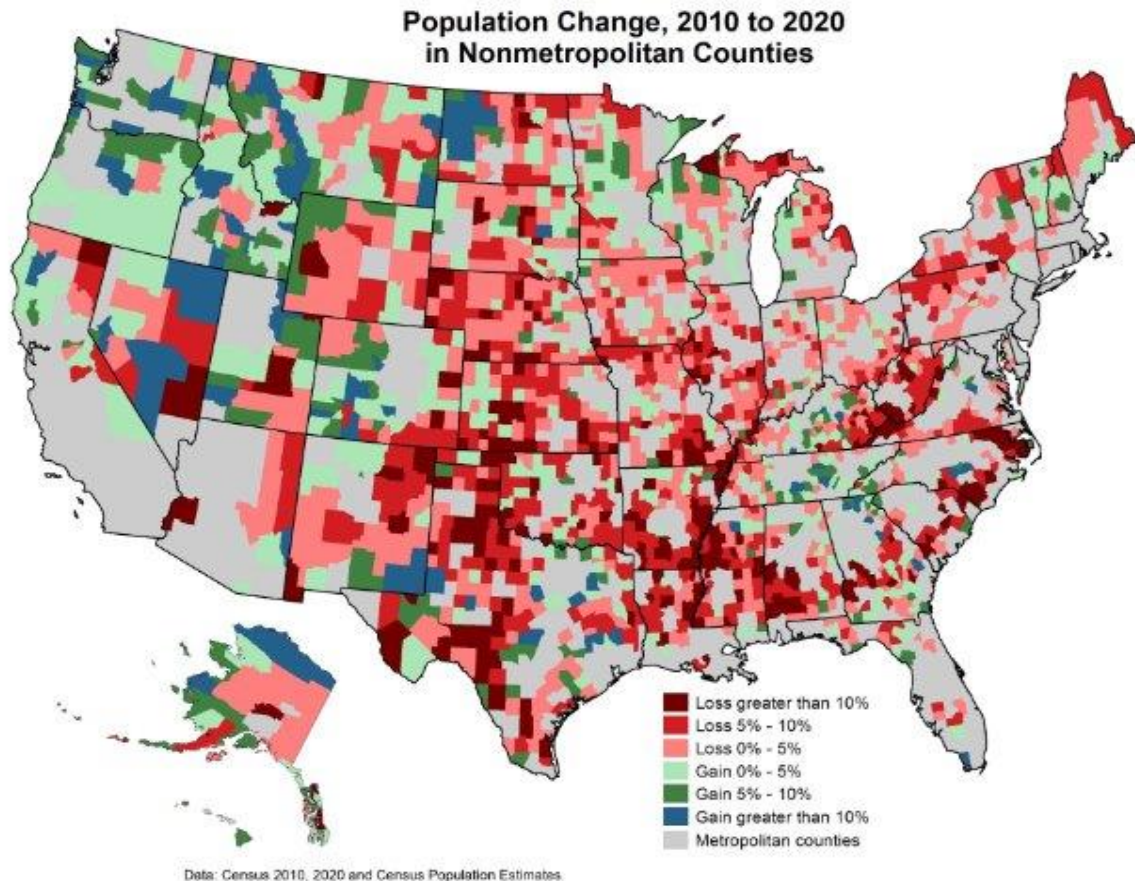 Population Change, 2010 to 2020
in Nonmetropolitan Counties
Loss greater than 10%
Loss 5% - 10%
Loss 0% - 5%
Gain 0% - 5%
Gain 5% - 10%
Gain greater than 10%
Metropolitan counties
Data: Census 2010, 2020 and Census Population Estimates.